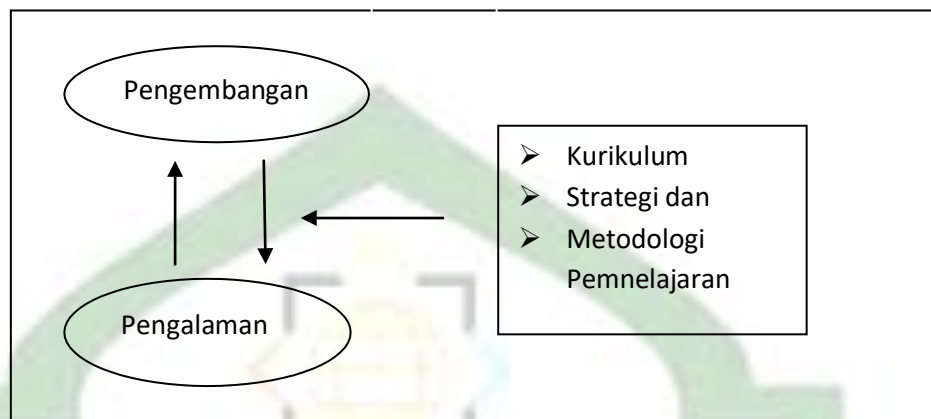 Pengembangan
➢ Kurikulum
➢ Strategi dan
➢ Metodologi
Pemnelajaran
Pengalaman